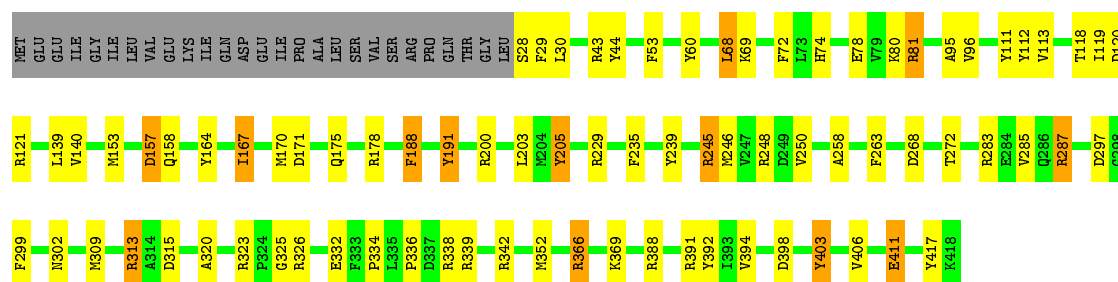 MET GLU GLU ILE GLY ILE LEU VAL GLU LYS ILE GLN ASP GLU ILE PRO ALA LEU SER VAL SER ARG PRO GLN THR GLY LEU S28 F29 L30 R43 Y44 F53 Y60 L68 K69 F72 L73 H74 E78 V79 K80 R81 A95 V96 Y111 Y112 V113 T118 I119 D120
R121 L139 V140 M153 D157 Q158 Y164 I167 M170 D171 Q175 R178 F188 Y191 R200 L203 M204 Y205 R229 F235 Y239 R245 M246 V247 R248 D249 V250 A258 F263 D268 T272 R283 E284 V285 Q286 R287 D297
F299 N302 M309 R313 A314 D315 A320 R323 P324 G325 R326 E332 F333 P334 L335 P336 D337 R338 R339 R342 M352 R366 K369 R388 R391 Y392 I393 V394 D398 Y403 V406 E411 Y417 K418